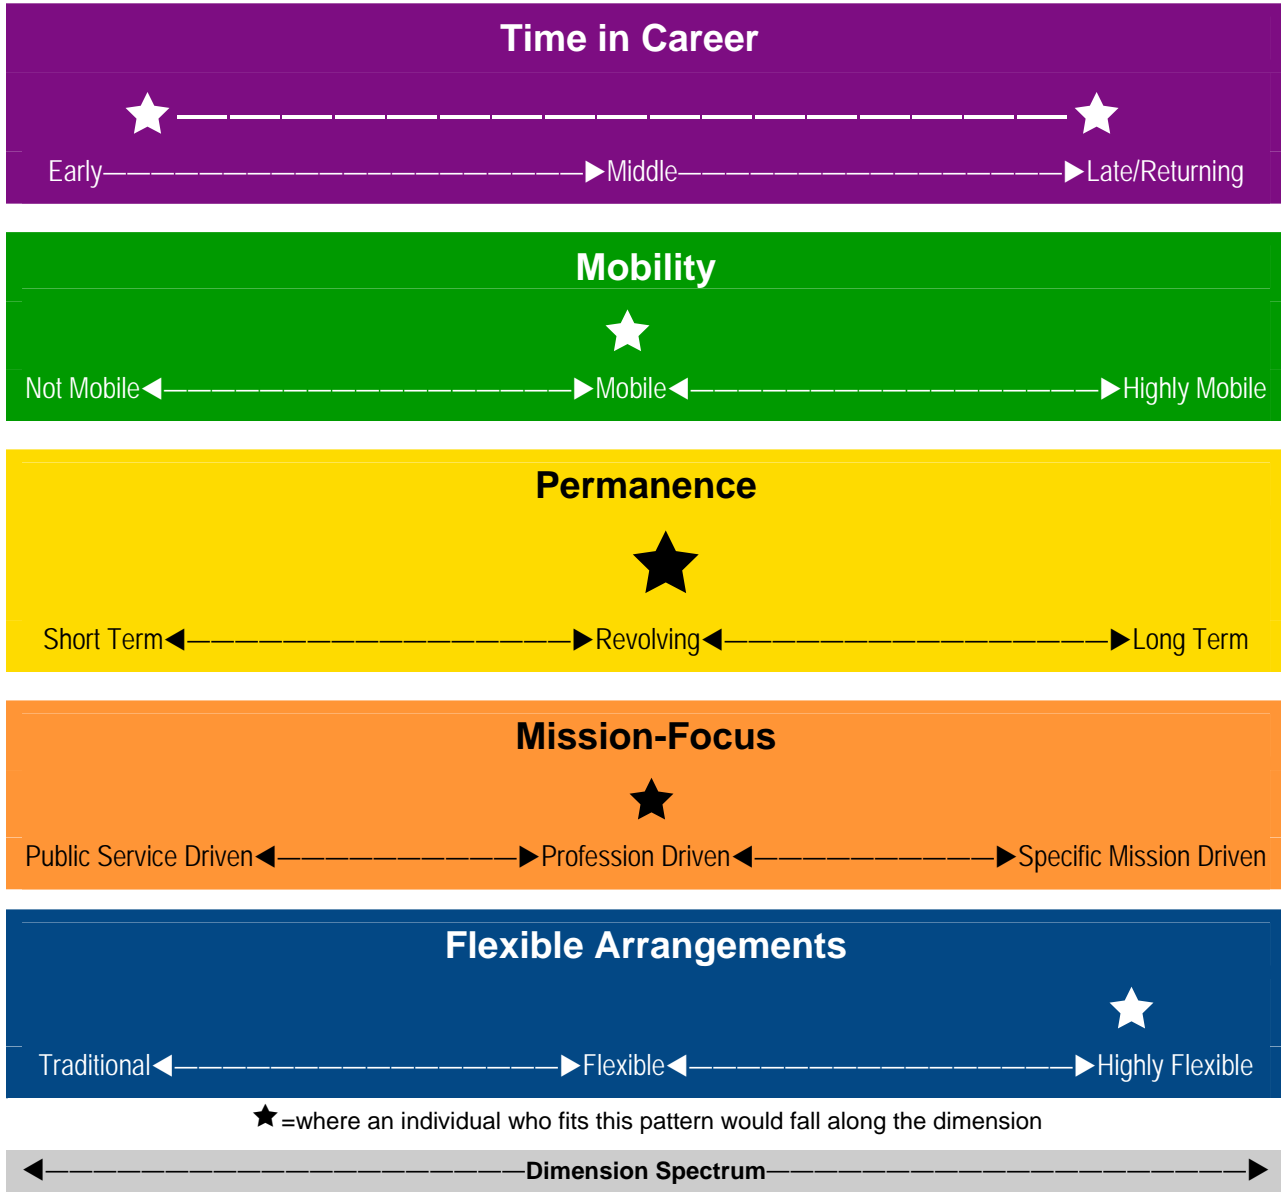 Time in Career
Early——————————▶Middle——————————▶Late/Returning
Mobility
Not Mobile◀——————————▶Mobile◀——————————▶Highly Mobile
Permanence
Short Term◀——————————▶Revolving◀——————————▶Long Term
Mission-Focus
Public Service Driven◀——————————▶Profession Driven◀——————————▶Specific Mission Driven
Flexible Arrangements
Traditional◀——————————▶Flexible◀——————————▶Highly Flexible
★=where an individual who fits this pattern would fall along the dimension
◀——————————Dimension Spectrum——————————▶